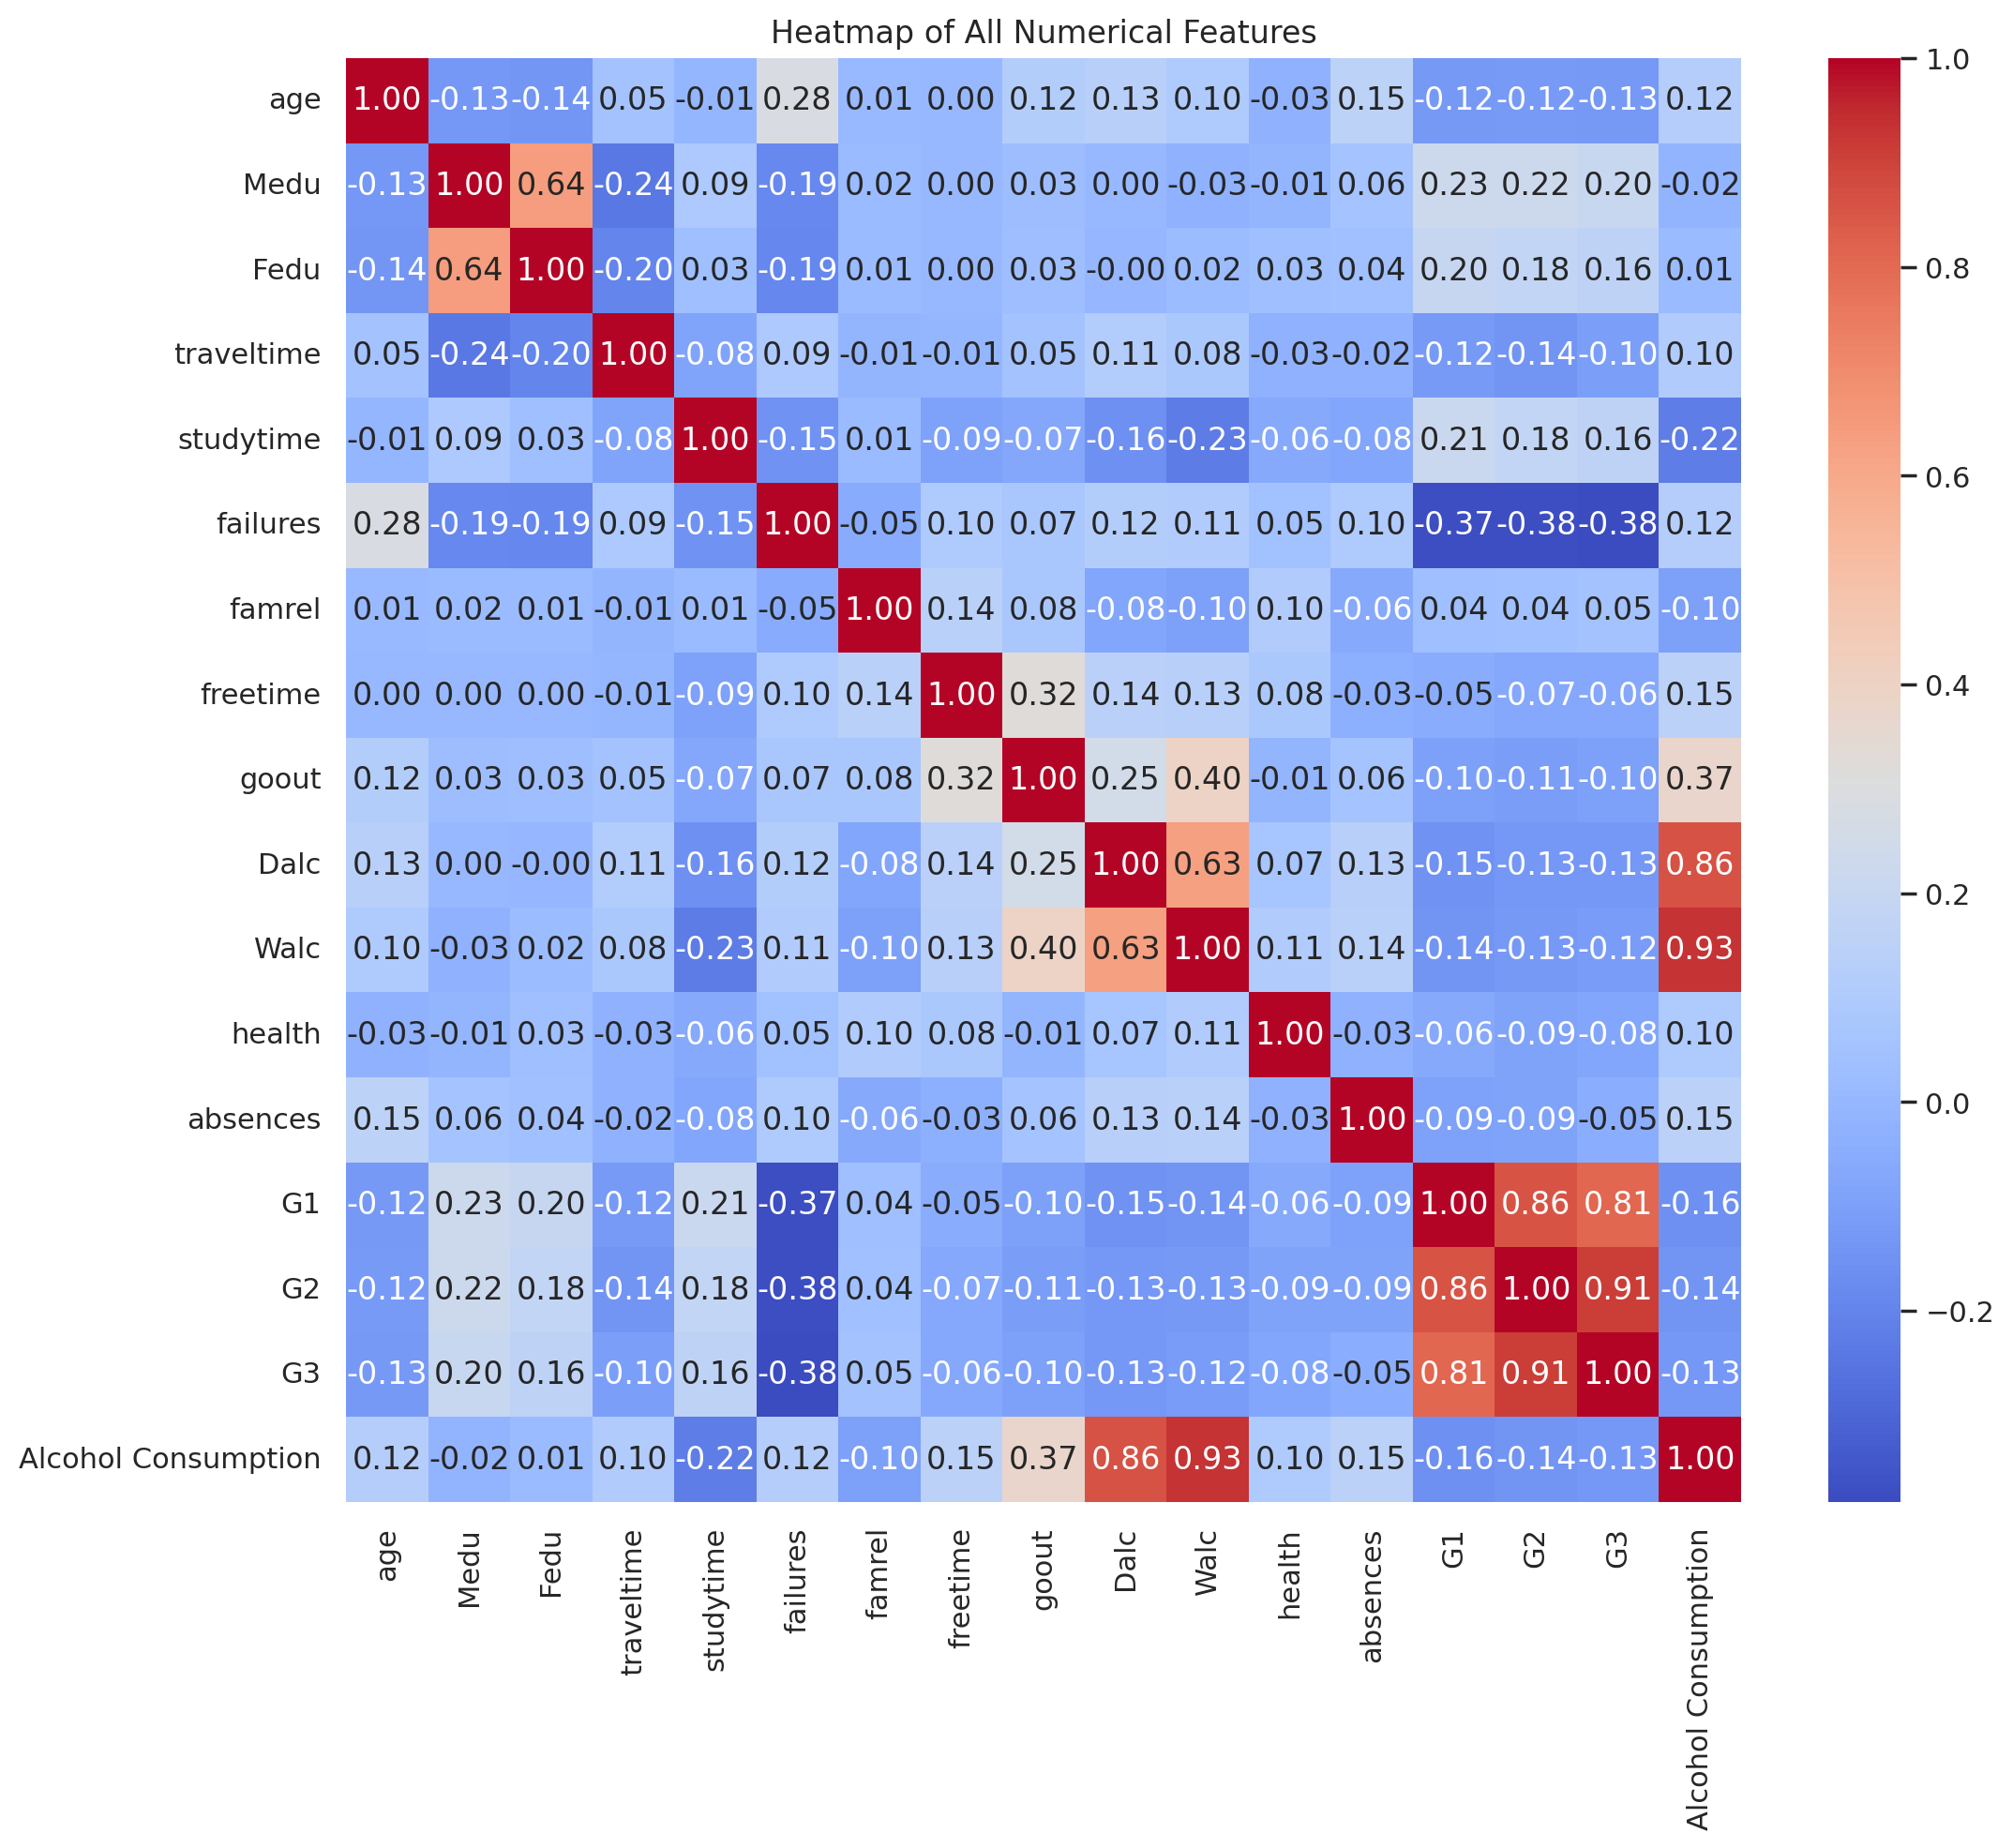 Heatmap of All Numerical Features
age 1.00 -0.13 -0.14 0.05 -0.01 0.28 0.01 0.00 0.12 0.13 0.10 -0.03 0.15 -0.12 -0.12 -0.13 0.12
Medu -0.13 1.00 0.64 -0.24 0.09 -0.19 0.02 0.00 0.03 0.00 -0.03 -0.01 0.06 0.23 0.22 0.20 -0.02
Fedu -0.14 0.64 1.00 -0.20 0.03 -0.19 0.01 0.00 0.03 -0.00 0.02 0.03 0.04 0.20 0.18 0.16 0.01
traveltime 0.05 -0.24 -0.20 1.00 -0.08 0.09 -0.01 -0.01 0.05 0.11 0.08 -0.03 -0.02 -0.12 -0.14 -0.10 0.10
studytime -0.01 0.09 0.03 -0.08 1.00 -0.15 0.01 -0.09 -0.07 -0.16 -0.23 -0.06 -0.08 0.21 0.18 0.16 -0.22
failures 0.28 -0.19 -0.19 0.09 -0.15 1.00 -0.05 0.10 0.07 0.12 0.11 0.05 0.10 -0.37 -0.38 -0.38 0.12
famrel 0.01 0.02 0.01 -0.01 0.01 -0.05 1.00 0.14 0.08 -0.08 -0.10 0.10 -0.06 0.04 0.04 0.05 -0.10
freetime 0.00 0.00 0.00 -0.01 -0.09 0.10 0.14 1.00 0.32 0.14 0.13 0.08 -0.03 -0.05 -0.07 -0.06 0.15
goout 0.12 0.03 0.03 0.05 -0.07 0.07 0.08 0.32 1.00 0.25 0.40 -0.01 0.06 -0.10 -0.11 -0.10 0.37
Dalc 0.13 0.00 -0.00 0.11 -0.16 0.12 -0.08 0.14 0.25 1.00 0.63 0.07 0.13 -0.15 -0.13 -0.13 0.86
Walc 0.10 -0.03 0.02 0.08 -0.23 0.11 -0.10 0.13 0.40 0.63 1.00 0.11 0.14 -0.14 -0.13 -0.12 0.93
health -0.03 -0.01 0.03 -0.03 -0.06 0.05 0.10 0.08 -0.01 0.07 0.11 1.00 -0.03 -0.06 -0.09 -0.08 0.10
absences 0.15 0.06 0.04 -0.02 -0.08 0.10 -0.06 -0.03 0.06 0.13 0.14 -0.03 1.00 -0.09 -0.09 -0.05 0.15
G1 -0.12 0.23 0.20 -0.12 0.21 -0.37 0.04 -0.05 -0.10 -0.15 -0.14 -0.06 -0.09 1.00 0.86 0.81 -0.16
G2 -0.12 0.22 0.18 -0.14 0.18 -0.38 0.04 -0.07 -0.11 -0.13 -0.13 -0.09 -0.09 0.86 1.00 0.91 -0.14
G3 -0.13 0.20 0.16 -0.10 0.16 -0.38 0.05 -0.06 -0.10 -0.13 -0.12 -0.08 -0.05 0.81 0.91 1.00 -0.13
Alcohol Consumption 0.12 -0.02 0.01 0.10 -0.22 0.12 -0.10 0.15 0.37 0.86 0.93 0.10 0.15 -0.16 -0.14 -0.13 1.00
age Medu Fedu traveltime studytime failures famrel freetime goout Dalc Walc health absences G1 G2 G3 Alcohol Consumption
1.0
0.8
0.6
0.4
0.2
0.0
−0.2